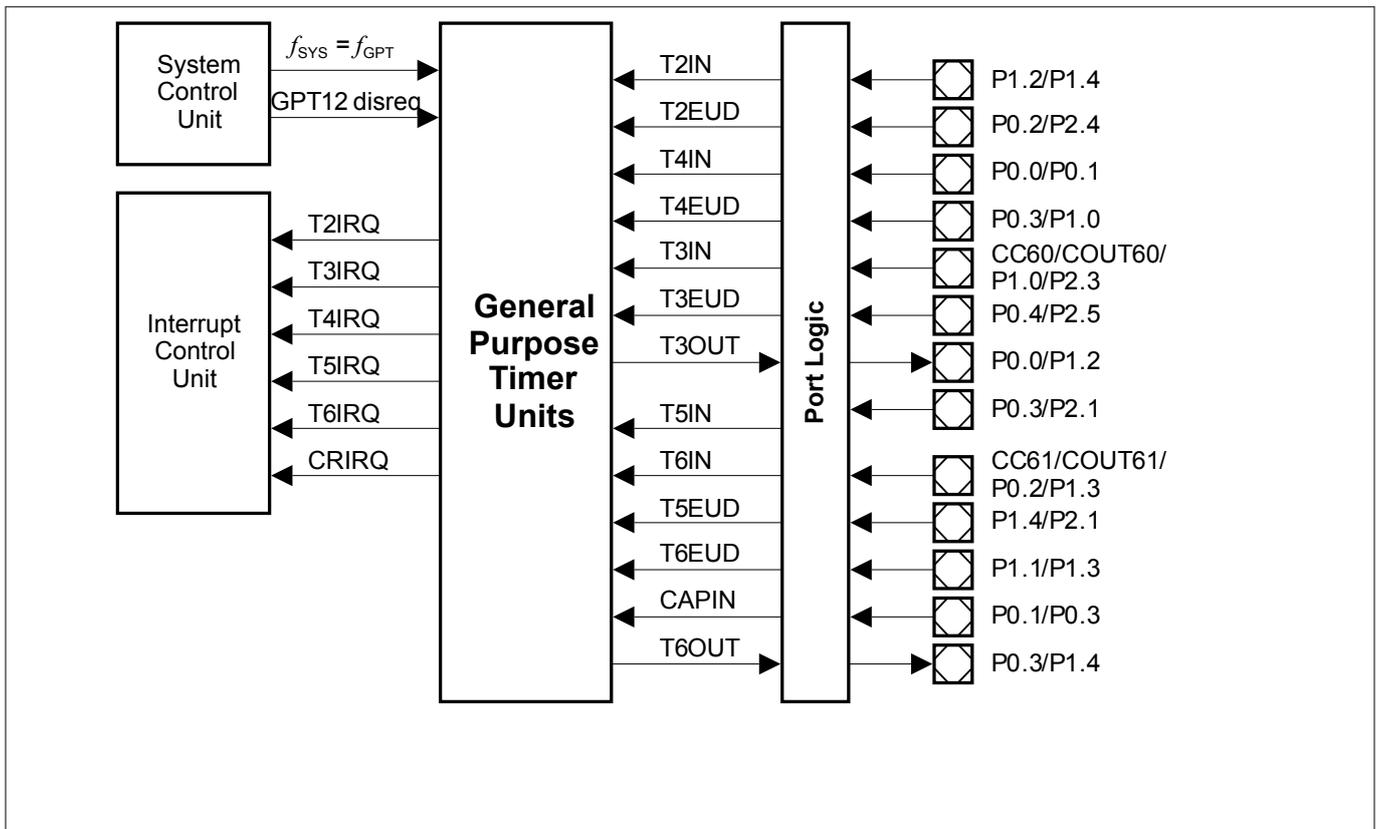 System
Control
Unit
fSYS = fGPT
GPT12 disreq
Interrupt
Control
Unit
T2IRQ
T3IRQ
T4IRQ
T5IRQ
T6IRQ
CRIRQ
General
Purpose
Timer
Units
T2IN
T2EUD
T4IN
T4EUD
T3IN
T3EUD
T3OUT
T5IN
T6IN
T5EUD
T6EUD
CAPIN
T6OUT
Port Logic
P1.2/P1.4
P0.2/P2.4
P0.0/P0.1
P0.3/P1.0
CC60/COUT60/
P1.0/P2.3
P0.4/P2.5
P0.0/P1.2
P0.3/P2.1
CC61/COUT61/
P0.2/P1.3
P1.4/P2.1
P1.1/P1.3
P0.1/P0.3
P0.3/P1.4